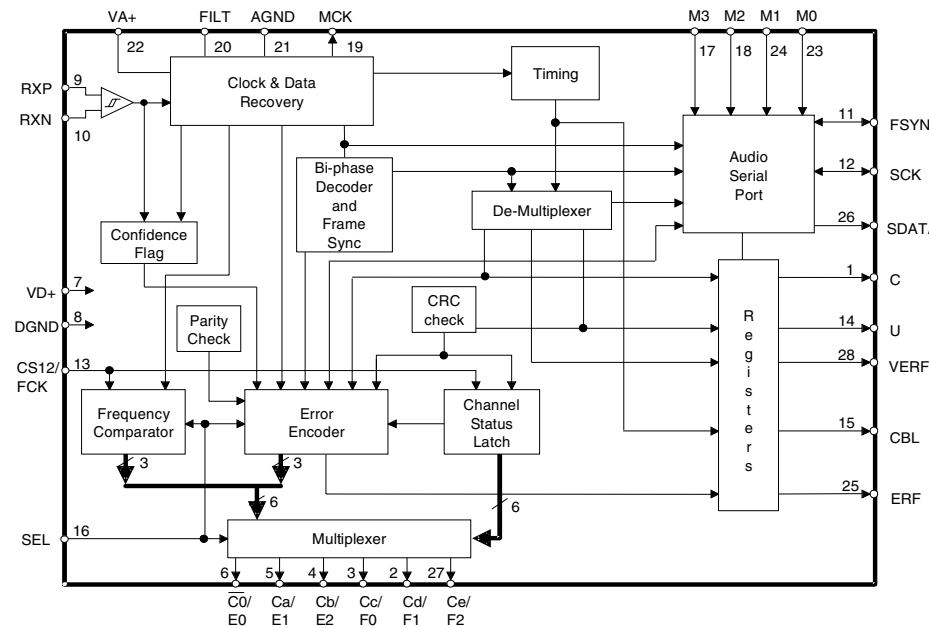 VA+ FILT AGND MCK M3 M2 M1 M0
22 20 21 19 17 18 24 23
RXP 9
RXN 10
Clock & Data
Recovery
Timing
Audio
Serial
Port
11 FSYN
12 SCK
26 SDATA
Bi-phase
Decoder
and
Frame
Sync
De-Multiplexer
Confidence
Flag
VD+ 7
DGND 8
CS12/
FCK
13
Parity
Check
CRC
check
Registers
1 C
14 U
28 VERF
15 CBL
25 ERF
Frequency
Comparator
Error
Encoder
Channel
Status
Latch
3 3
6 6
SEL 16
Multiplexer
6 5 4 3 2 27
C0/ Ca/ Cb/ Cc/ Cd/ Ce/
E0 E1 E2 F0 F1 F2